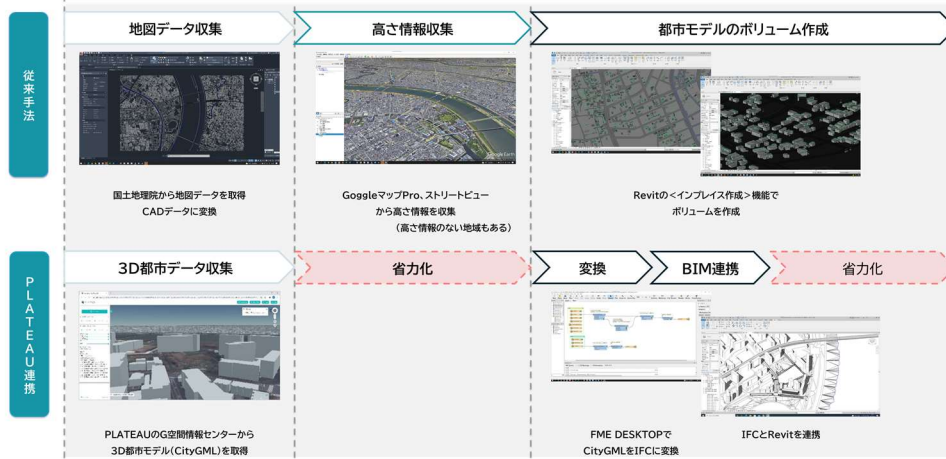 従来手法
地図データ収集
高さ情報収集
都市モデルのボリューム作成
Google Earth
国土地理院から地図データを取得
CADデータに変換
GoggleマップPro、ストリートビュー
から高さ情報を収集
（高さ情報のない地域もある）
Revitの＜インプレイス作成＞機能で
ボリュームを作成
PLATEAU連携
3D都市データ収集
省力化
変換
BIM連携
省力化
PLATEAUのG空間情報センターから
3D都市モデル(CityGML)を取得
FME DESKTOPで
CityGMLをIFCに変換
IFCとRevitを連携